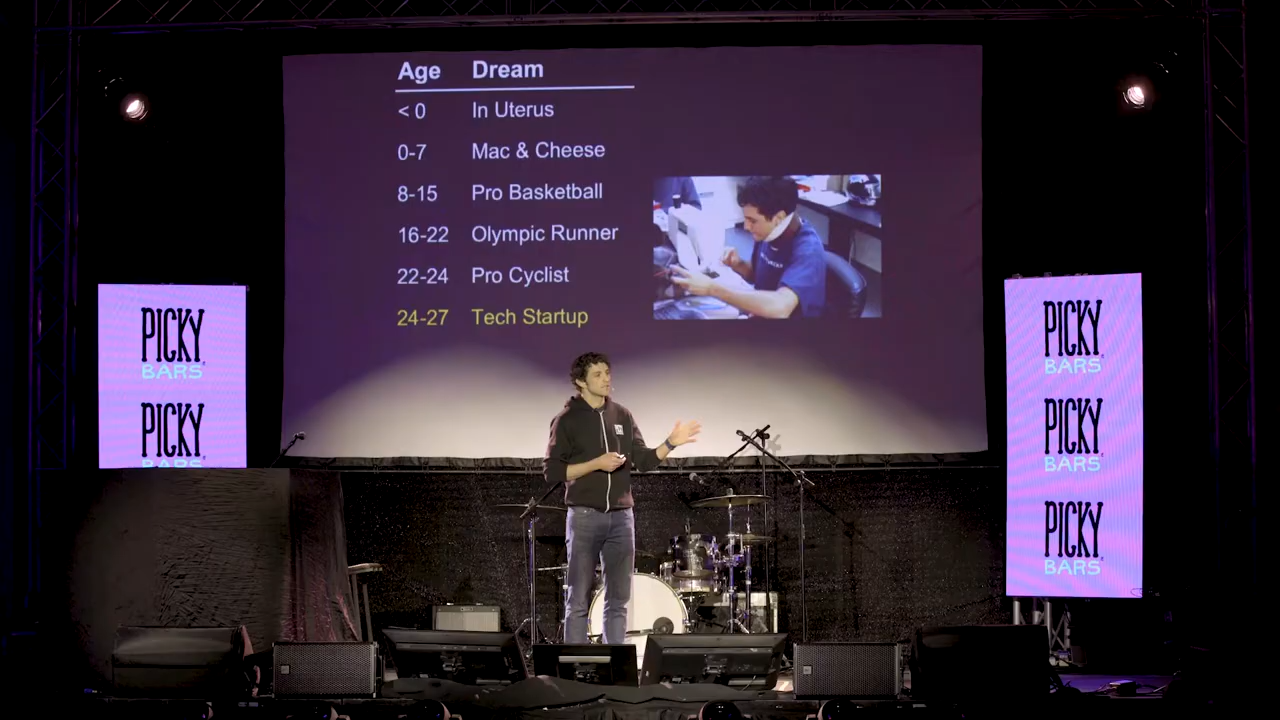 Age Dream
< 0 In Uterus
0-7 Mac & Cheese
8-15 Pro Basketball
16-22 Olympic Runner
22-24 Pro Cyclist
24-27 Tech Startup
PICKY
BARS
PICKY
BARS
PICKY
BARS
PICKY
BARS
PICKY
BARS